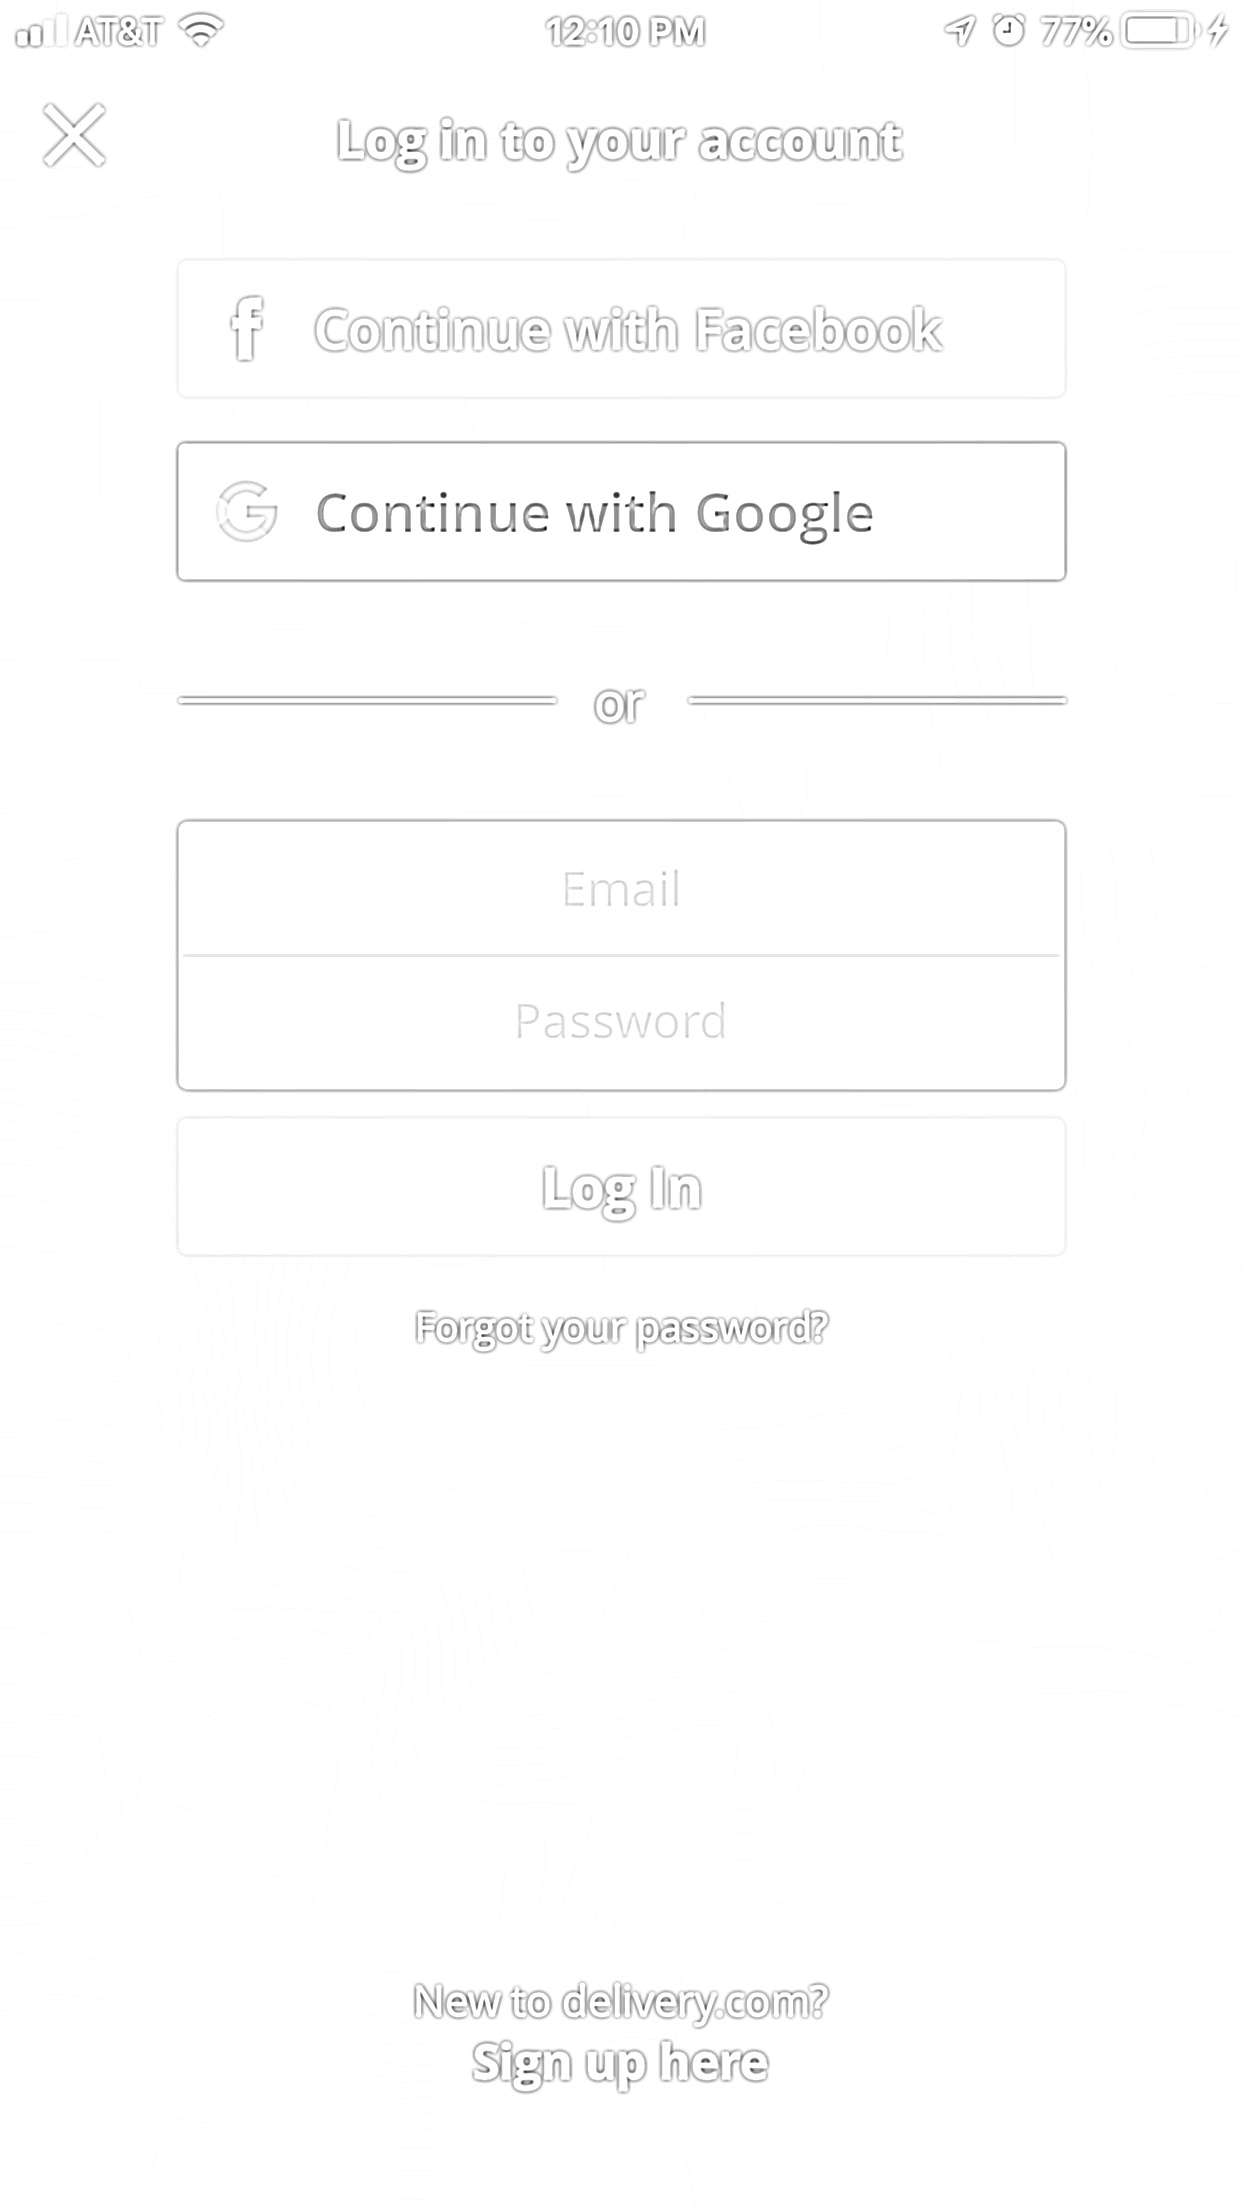 AT&T 12:10 PM 77%
Log in to your account
Continue with Facebook
Continue with Google
or
Email
Password
Log In
Forgot your password?
New to delivery.com?
Sign up here